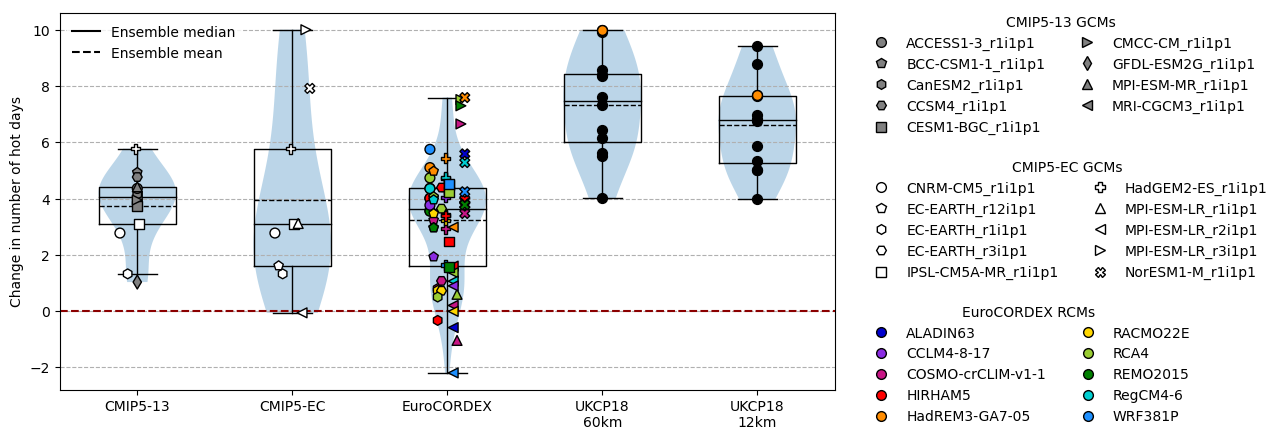 Ensemble median
Ensemble mean
Change in number of hot days
10
8
6
4
2
0
−2
CMIP5-13
CMIP5-EC
EuroCORDEX
UKCP18
60km
UKCP18
12km
CMIP5-13 GCMs
ACCESS1-3_r1i1p1
BCC-CSM1-1_r1i1p1
CanESM2_r1i1p1
CCSM4_r1i1p1
CESM1-BGC_r1i1p1
CMCC-CM_r1i1p1
GFDL-ESM2G_r1i1p1
MPI-ESM-MR_r1i1p1
MRI-CGCM3_r1i1p1
CMIP5-EC GCMs
CNRM-CM5_r1i1p1
EC-EARTH_r12i1p1
EC-EARTH_r1i1p1
EC-EARTH_r3i1p1
IPSL-CM5A-MR_r1i1p1
HadGEM2-ES_r1i1p1
MPI-ESM-LR_r1i1p1
MPI-ESM-LR_r2i1p1
MPI-ESM-LR_r3i1p1
NorESM1-M_r1i1p1
EuroCORDEX RCMs
ALADIN63
CCLM4-8-17
COSMO-crCLIM-v1-1
HIRHAM5
HadREM3-GA7-05
RACMO22E
RCA4
REMO2015
RegCM4-6
WRF381P